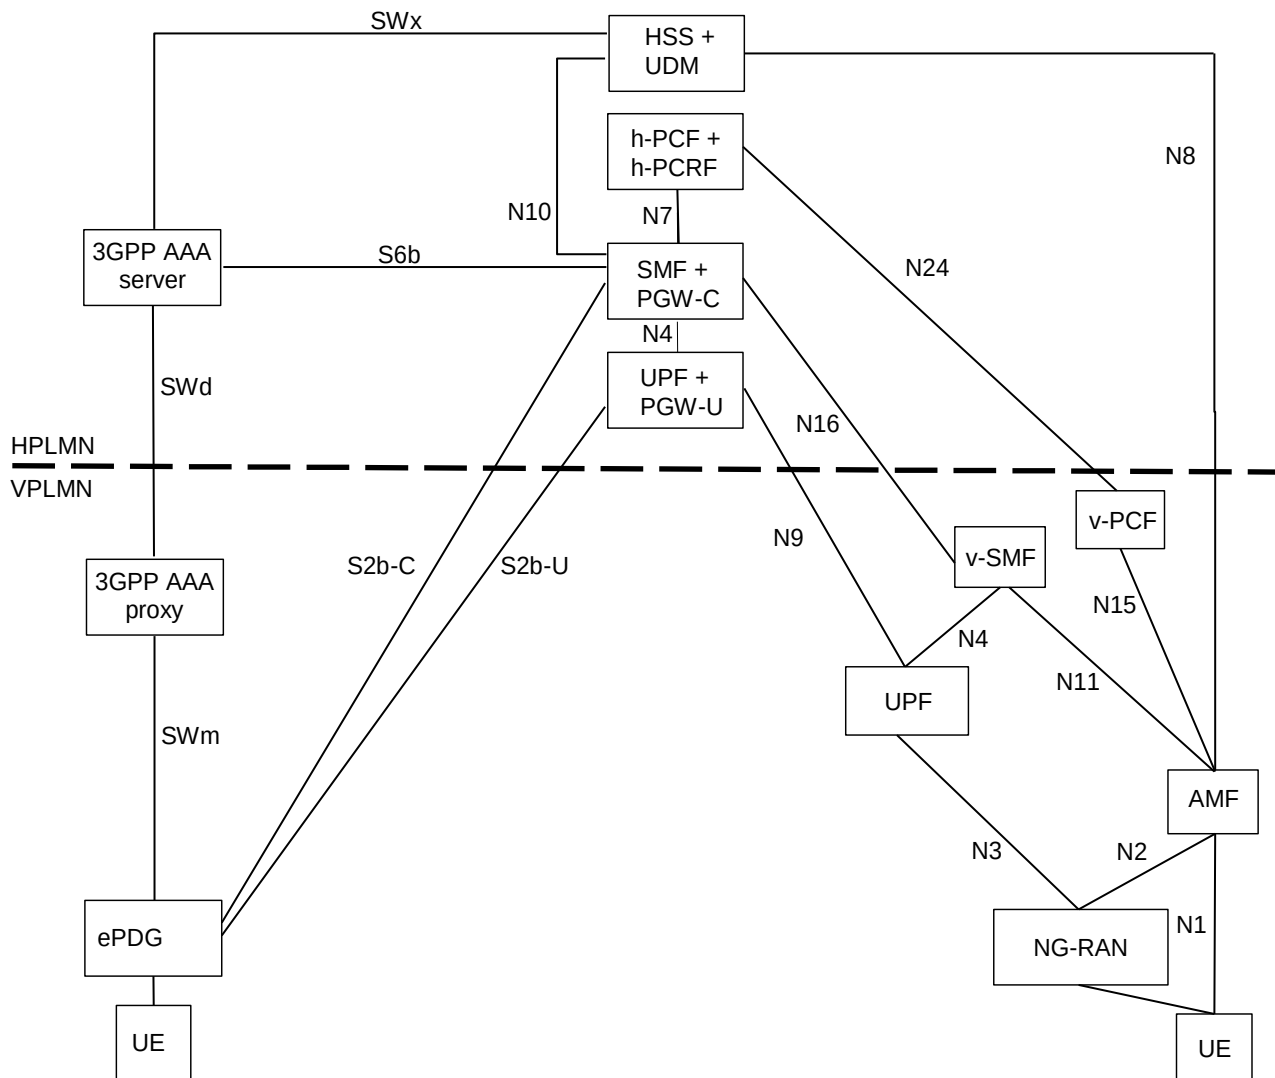 SWx
HSS +
UDM
h-PCF +
h-PCRF
N8
N10
N7
3GPP AAA
server
S6b
SMF +
PGW-C
N24
N4
SWd
UPF +
PGW-U
N16
HPLMN
VPLMN
v-PCF
N9
v-SMF
S2b-C
S2b-U
3GPP AAA
proxy
N15
N4
N11
UPF
SWm
AMF
N3
N2
ePDG
NG-RAN
N1
UE
UE